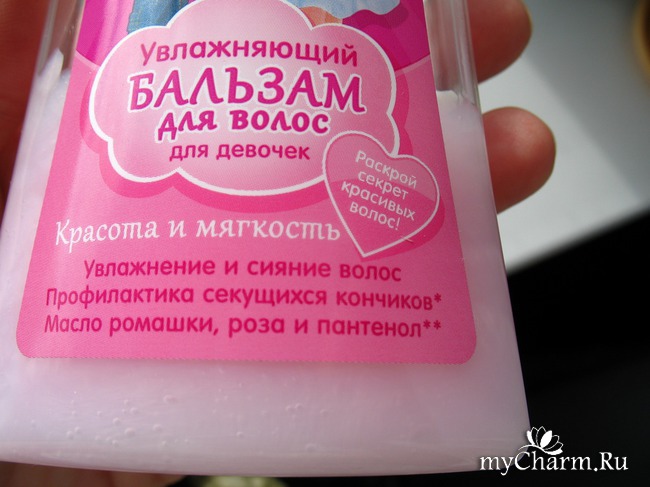 Увлажняющий
БАЛЬЗАМ
для волос
для девочек
Раскрой
секрет
красивых
волос!
Красота и мягкость
Увлажнение и сияние волос
Профилактика секущихся кончиков*
Масло ромашки, роза и пантенол**
myCharm.Ru